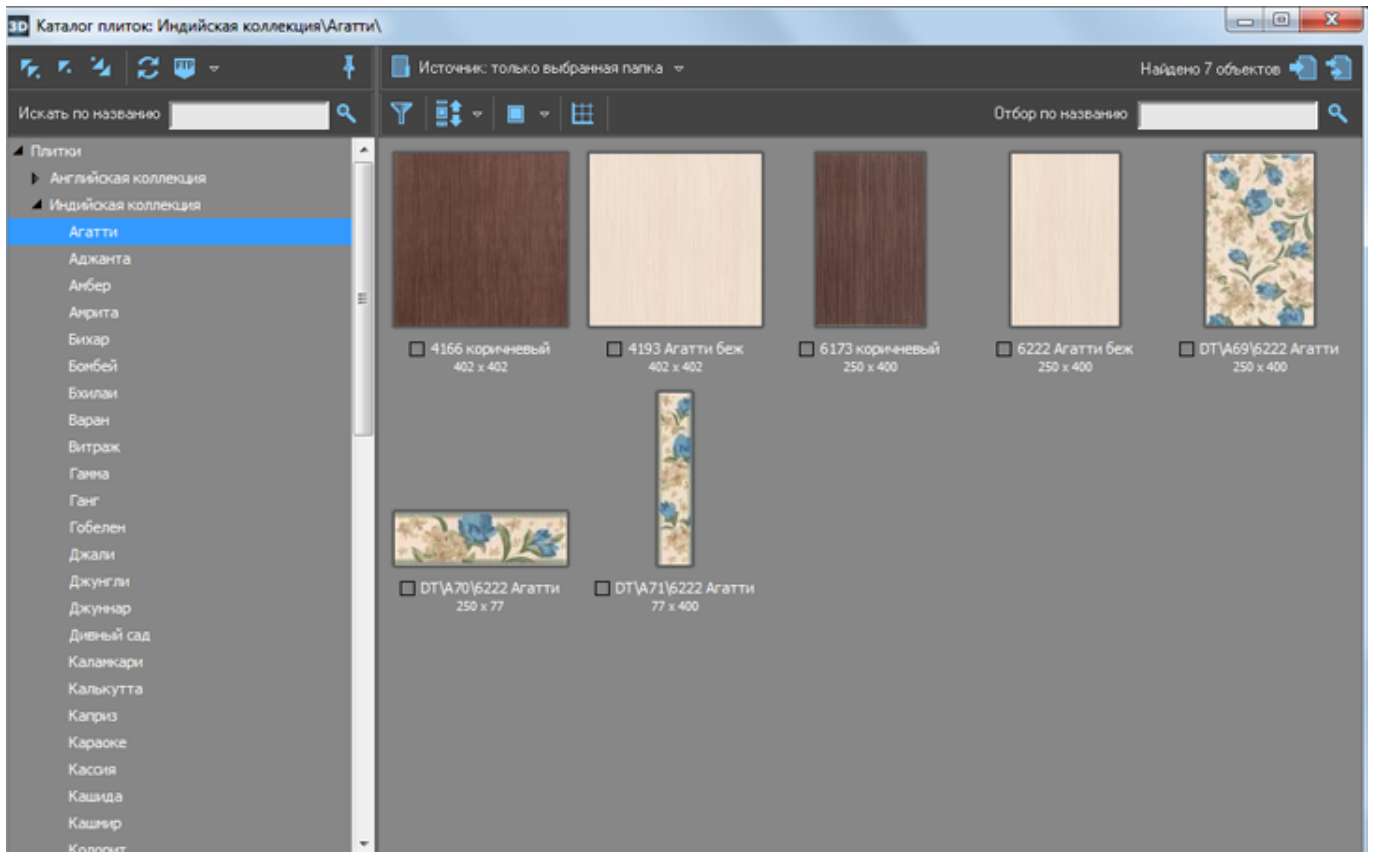 3D Каталог плиток: Индийская коллекция\Агатти\
Источник: только выбранная папка
Найдено 7 объектов
Искать по названию
Отбор по названию
Плитки
Английская коллекция
Индийская коллекция
Агатти
Аджанта
Амбер
Амрита
Бихар
Бомбей
Бхилаи
Варан
Витраж
Гамма
Ганг
Гобелен
Джали
Джунгли
Джуннар
Дивный сад
Каламкари
Калькутта
Каприз
Караоке
Кассия
Кашида
Кашмир
Колорит
4166 коричневый
402 x 402
4193 Агатти беж
402 x 402
6173 коричневый
250 x 400
6222 Агатти беж
250 x 400
DT\A69\6222 Агатти
250 x 400
DT\A70\6222 Агатти
250 x 77
DT\A71\6222 Агатти
77 x 400